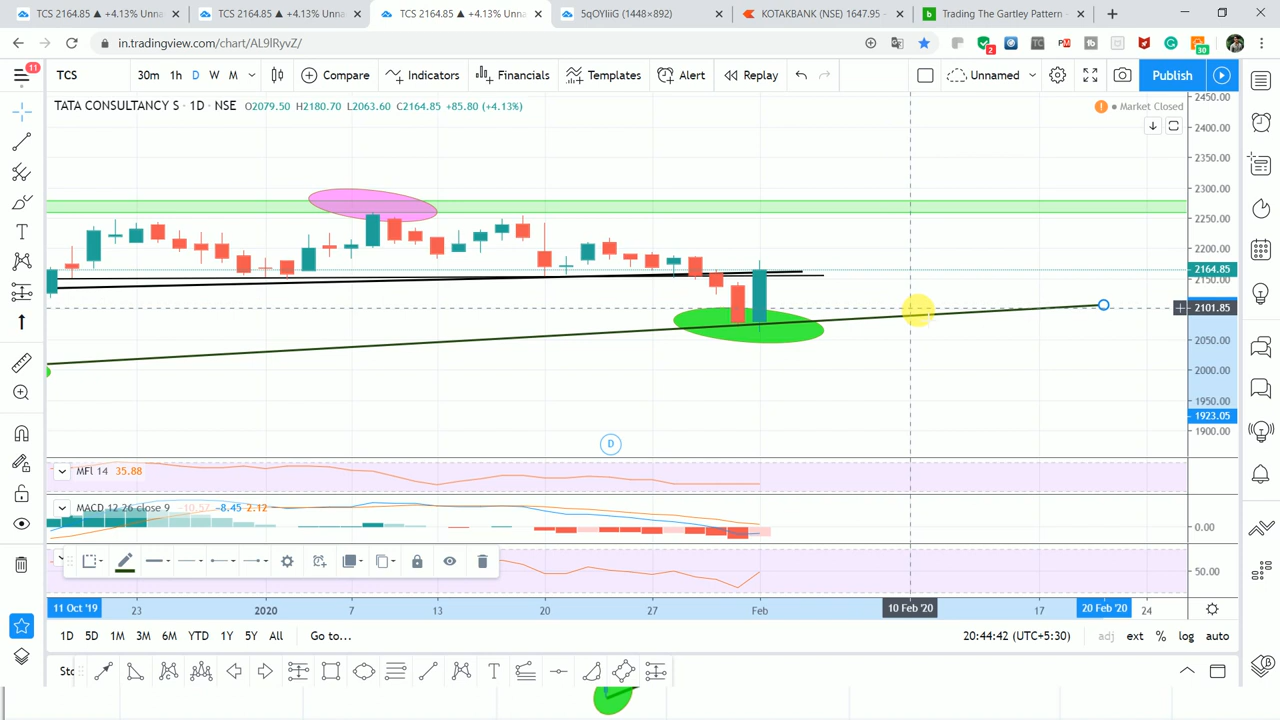 TCS 2164.85 ▲ +4.13% Unna
TCS 2164.85 ▲ +4.13% Unna
TCS 2164.85 ▲ +4.13% Unna
5qOYIiiG (1448×892)
KOTAKBANK (NSE) 1647.95 -
Trading The Gartley Pattern -
in.tradingview.com/chart/AL9lRyvZ/
11
TCS
30m 1h D W M
Compare
Indicators
Financials
Templates
Alert
Replay
Unnamed
Publish
TATA CONSULTANCY S · 1D · NSE O2079.50 H2180.70 L2063.60 C2164.85 +85.80 (+4.13%)
Market Closed
2450.00
2400.00
2350.00
2300.00
2250.00
2200.00
2164.85
2150.00
2101.85
2050.00
2000.00
1950.00
1923.05
1900.00
D
MFI 14 35.88
MACD 12 26 close 9 -10.57 -8.45 2.12
0.00
50.00
11 Oct '19 23 2020 7 13 20 27 Feb 10 Feb '20 17 20 Feb '20 24
1D 5D 1M 3M 6M YTD 1Y 5Y All Go to...
20:44:42 (UTC+5:30) adj ext % log auto
Sto